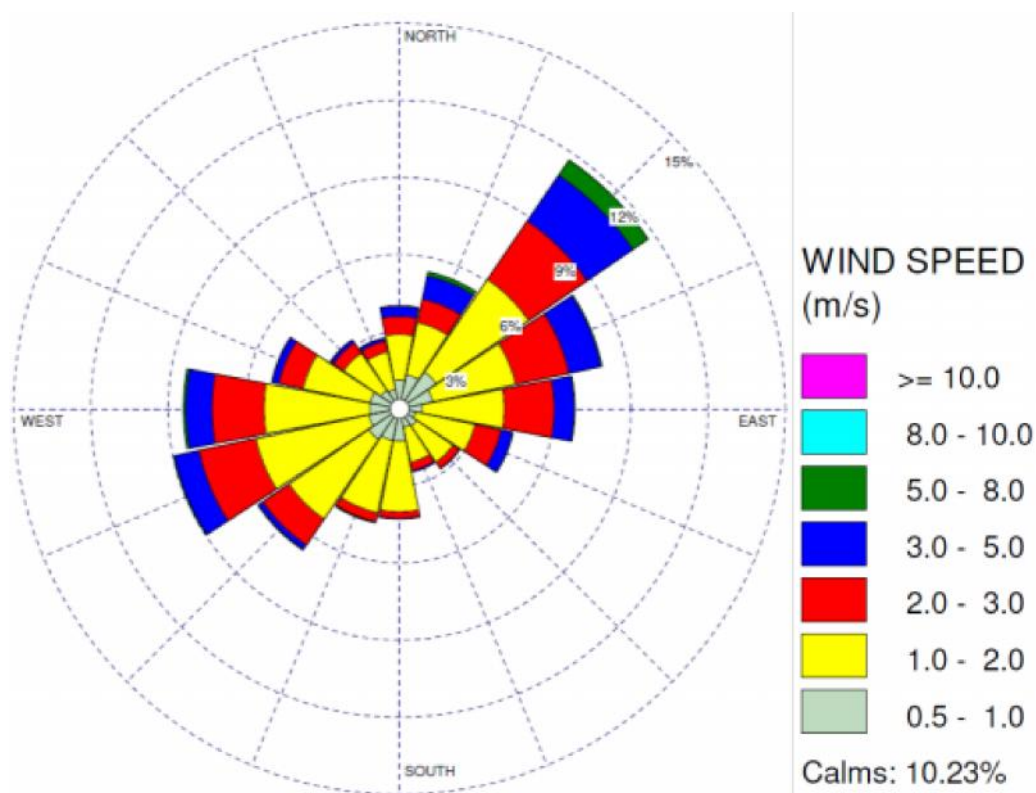 NORTH
15%
12%
9%
6%
3%
WEST
EAST
SOUTH
WIND SPEED
(m/s)
>= 10.0
8.0 - 10.0
5.0 - 8.0
3.0 - 5.0
2.0 - 3.0
1.0 - 2.0
0.5 - 1.0
Calms: 10.23%